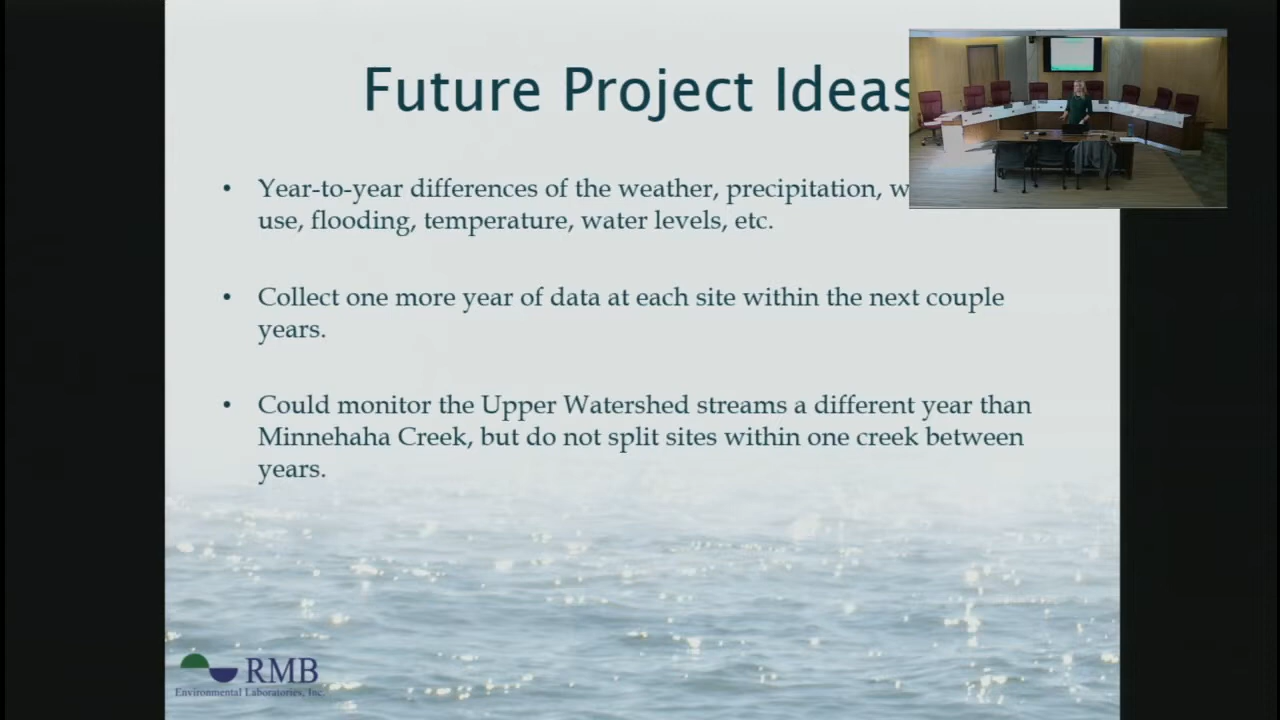 Future Project Ideas
• Year-to-year differences of the weather, precipitation, w
use, flooding, temperature, water levels, etc.
• Collect one more year of data at each site within the next couple
years.
• Could monitor the Upper Watershed streams a different year than
Minnehaha Creek, but do not split sites within one creek between
years.
RMB
Environmental Laboratories, Inc.